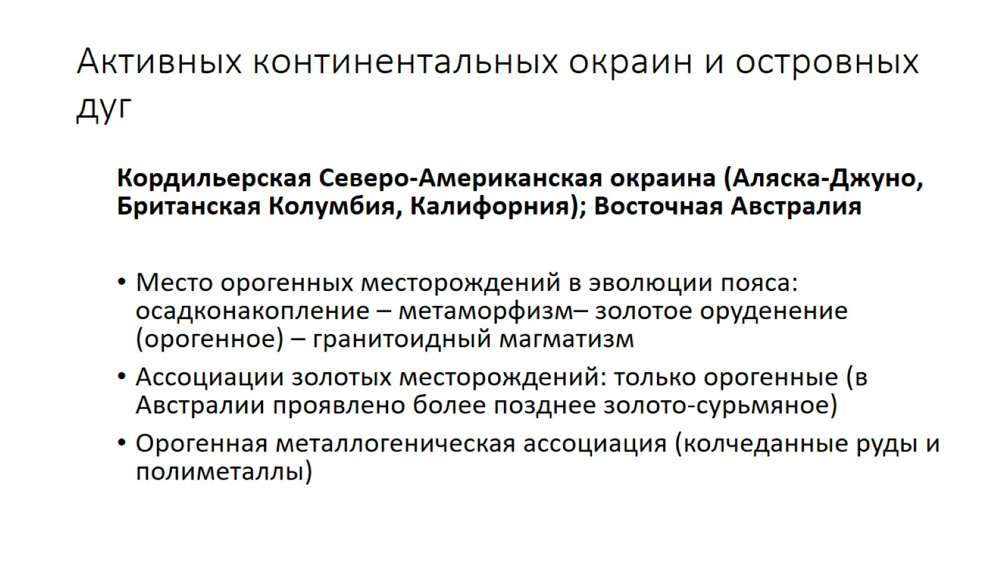 Активных континентальных окраин и островных
дуг
Кордильерская Северо-Американская окраина (Аляска-Джуно,
Британская Колумбия, Калифорния); Восточная Австралия
• Место орогенных месторождений в эволюции пояса:
осадконакопление – метаморфизм– золотое оруденение
(орогенное) – гранитоидный магматизм
• Ассоциации золотых месторождений: только орогенные (в
Австралии проявлено более позднее золото-сурьмяное)
• Орогенная металлогеническая ассоциация (колчеданные руды и
полиметаллы)